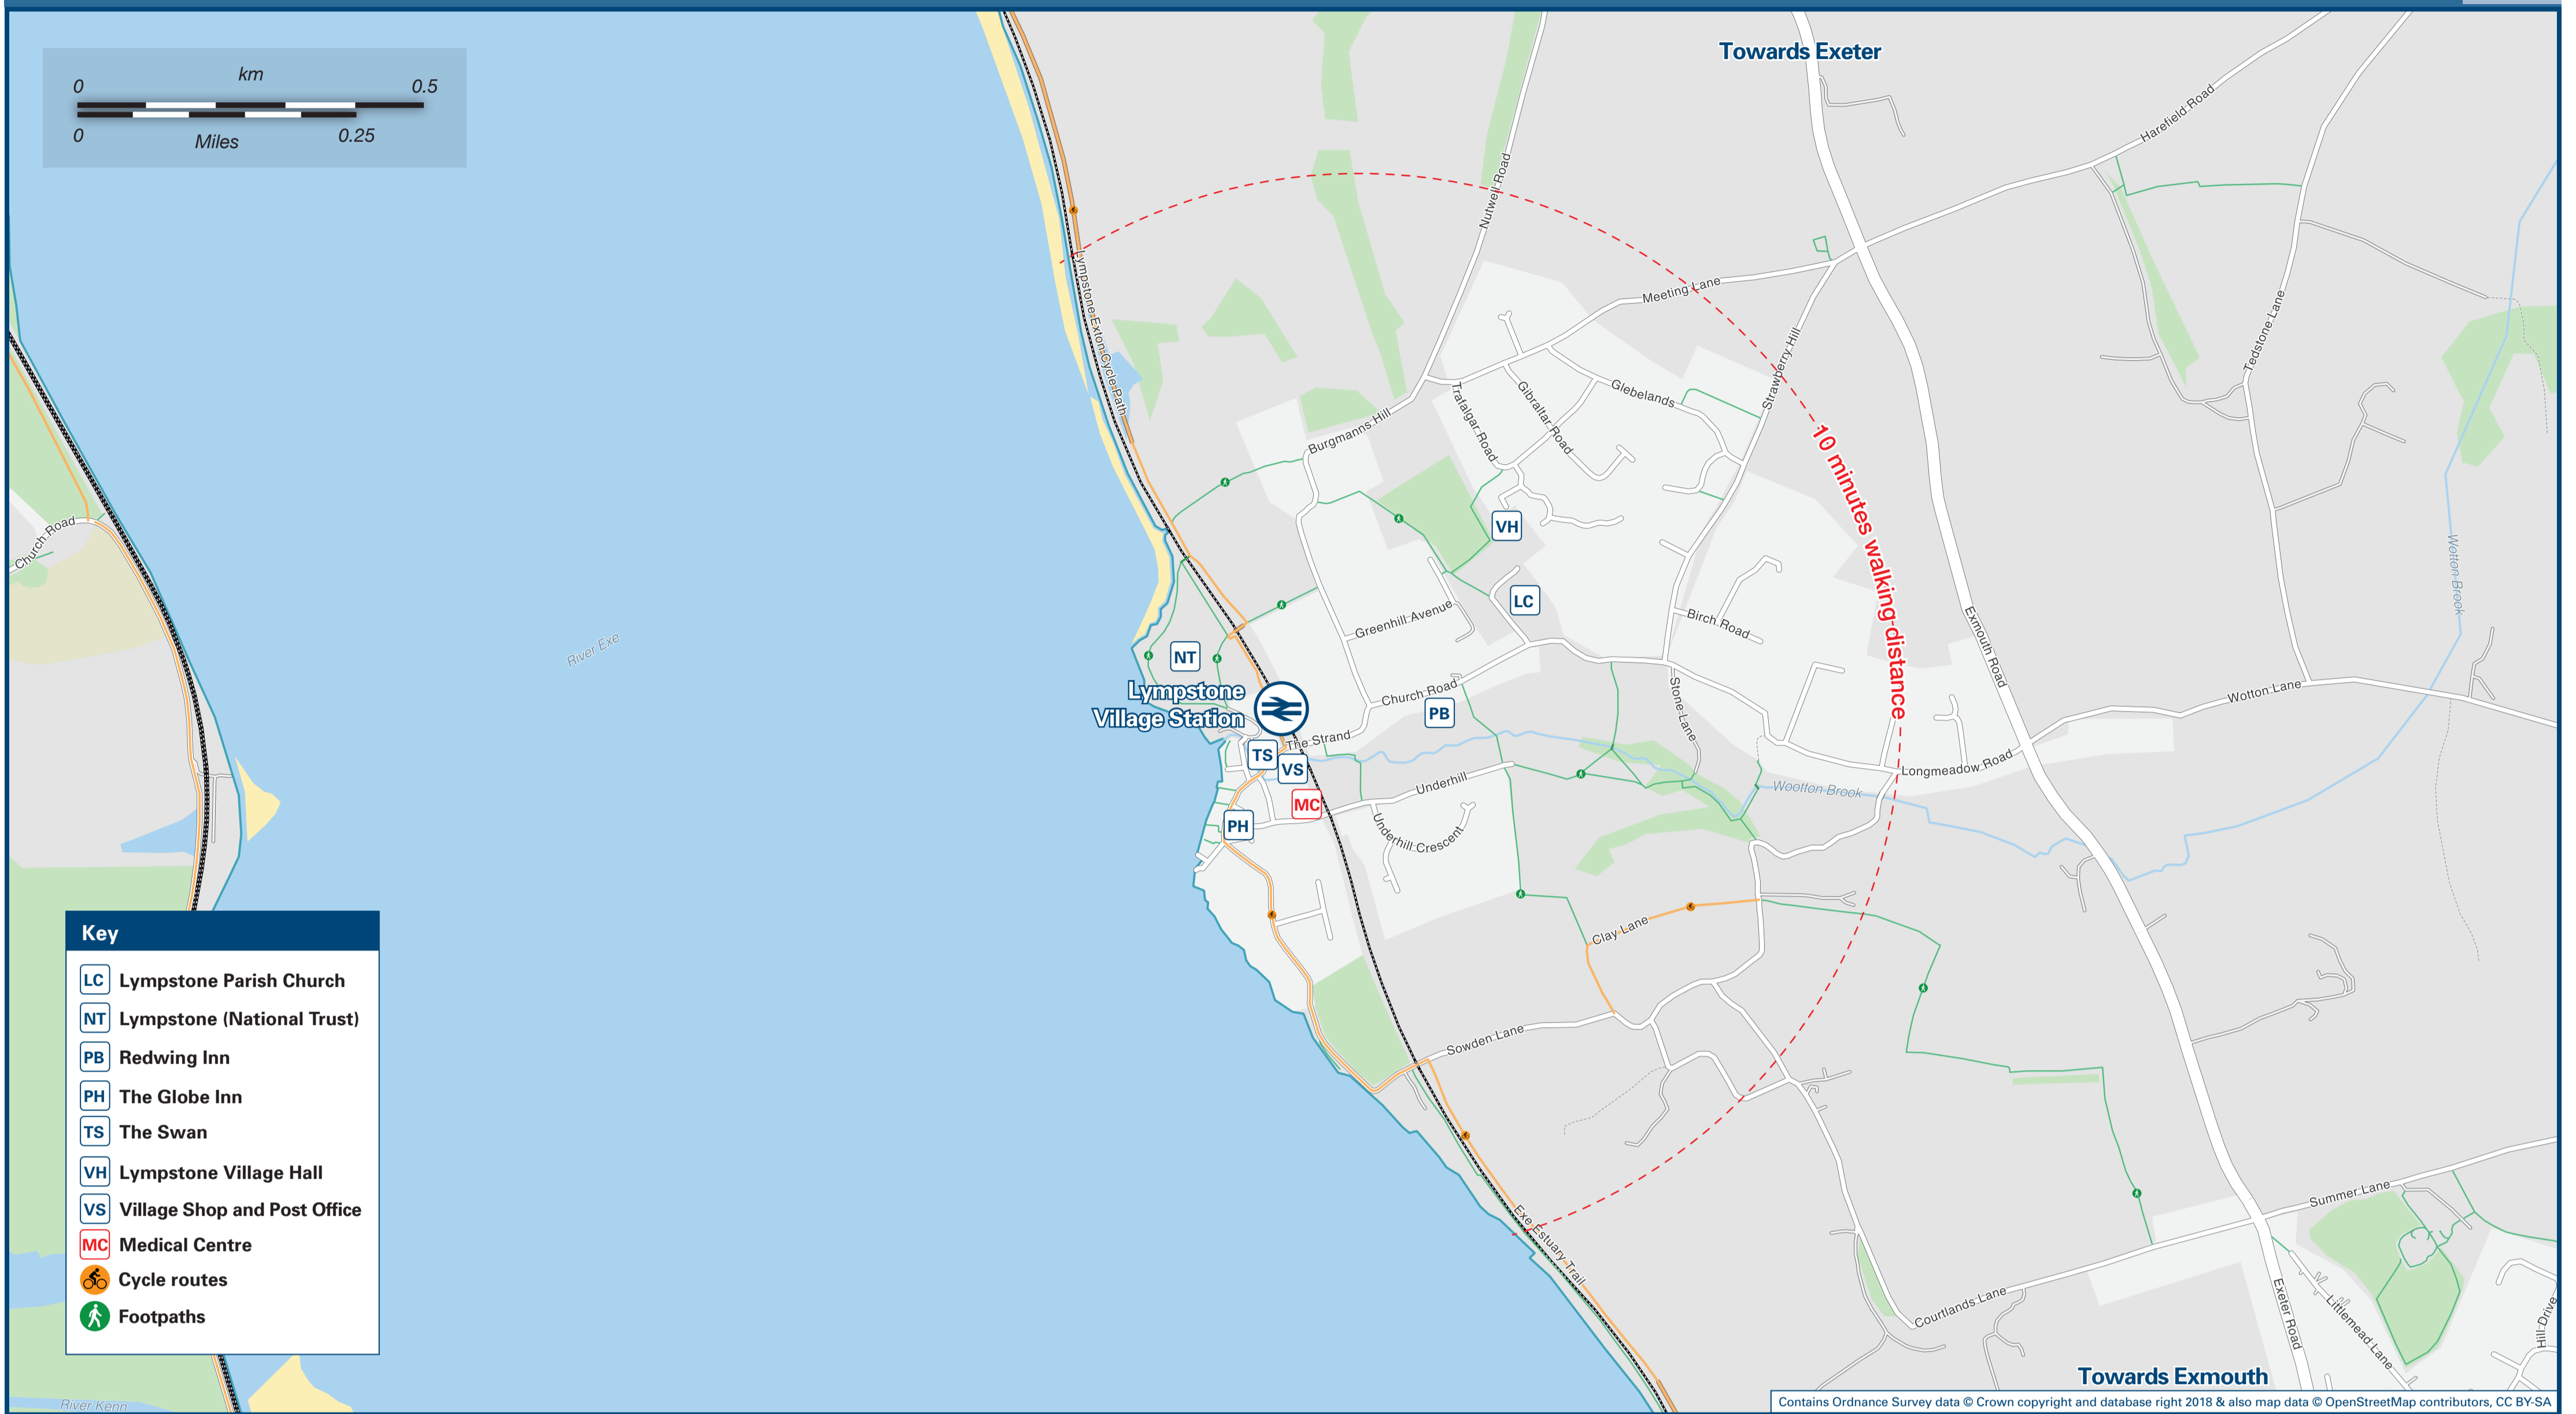 km
0
0.5
0
Miles
0.25
Towards Exeter
Harefield Road
Nutwell Road
Meeting Lane
Lympstone-Exton Cycle Path
Strawberry Hill
Tedstone Lane
Burgmanns Hill
Trafalgar Road
Gibraltar Road
Glebelands
10 minutes walking distance
Church Road
VH
Wotton Brook
LC
Greenhill Avenue
Birch Road
Exmouth Road
River Exe
NT
Lympstone
Village Station
Church Road
PB
Stone Lane
Wotton Lane
The Strand
TS
VS
Longmeadow Road
Underhill
Wootton Brook
MC
PH
Underhill Crescent
Clay Lane
Sowden Lane
Exe Estuary Trail
Summer Lane
Courtlands Lane
Exeter Road
Littlemead Lane
Hill Drive
Towards Exmouth
River Kenn
Key
LC Lympstone Parish Church
NT Lympstone (National Trust)
PB Redwing Inn
PH The Globe Inn
TS The Swan
VH Lympstone Village Hall
VS Village Shop and Post Office
MC Medical Centre
Cycle routes
Footpaths
Contains Ordnance Survey data © Crown copyright and database right 2018 & also map data © OpenStreetMap contributors, CC BY-SA